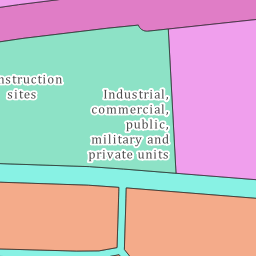 nstruction
sites
Industrial,
commercial,
public,
military and
private units